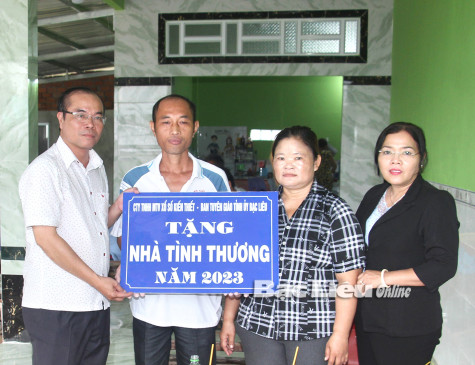 CTY TNHH MTV XỔ SỐ KIẾN THIẾT - BAN TUYÊN GIÁO TỈNH ỦY BẠC LIÊU
TẶNG
NHÀ TÌNH THƯƠNG
NĂM 2023
Bạc Liêu Online